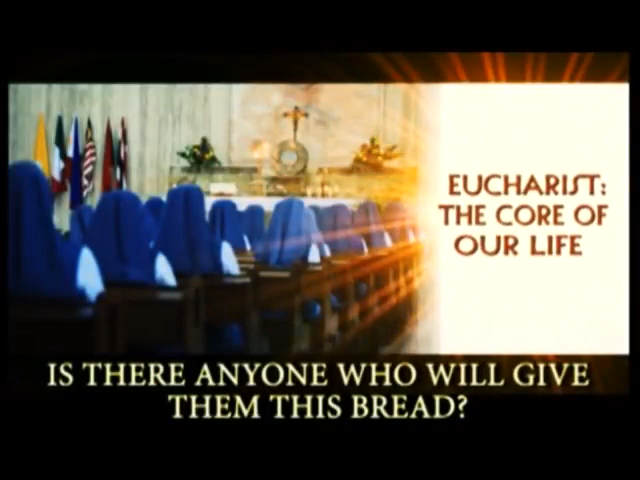 EUCHARIST:
THE CORE OF
OUR LIFE
IS THERE ANYONE WHO WILL GIVE
THEM THIS BREAD?